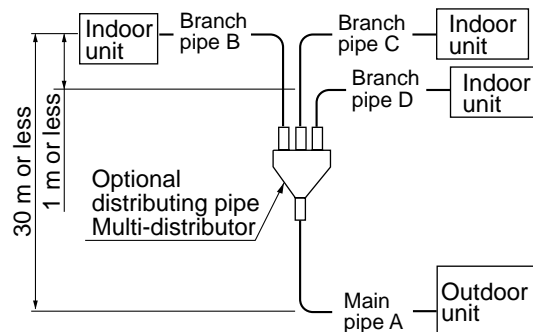 Indoor
unit
Branch
pipe B
Branch
pipe C
Indoor
unit
Branch
pipe D
Indoor
unit
30 m or less
1 m or less
Optional
distributing pipe
Multi-distributor
Main
pipe A
Outdoor
unit